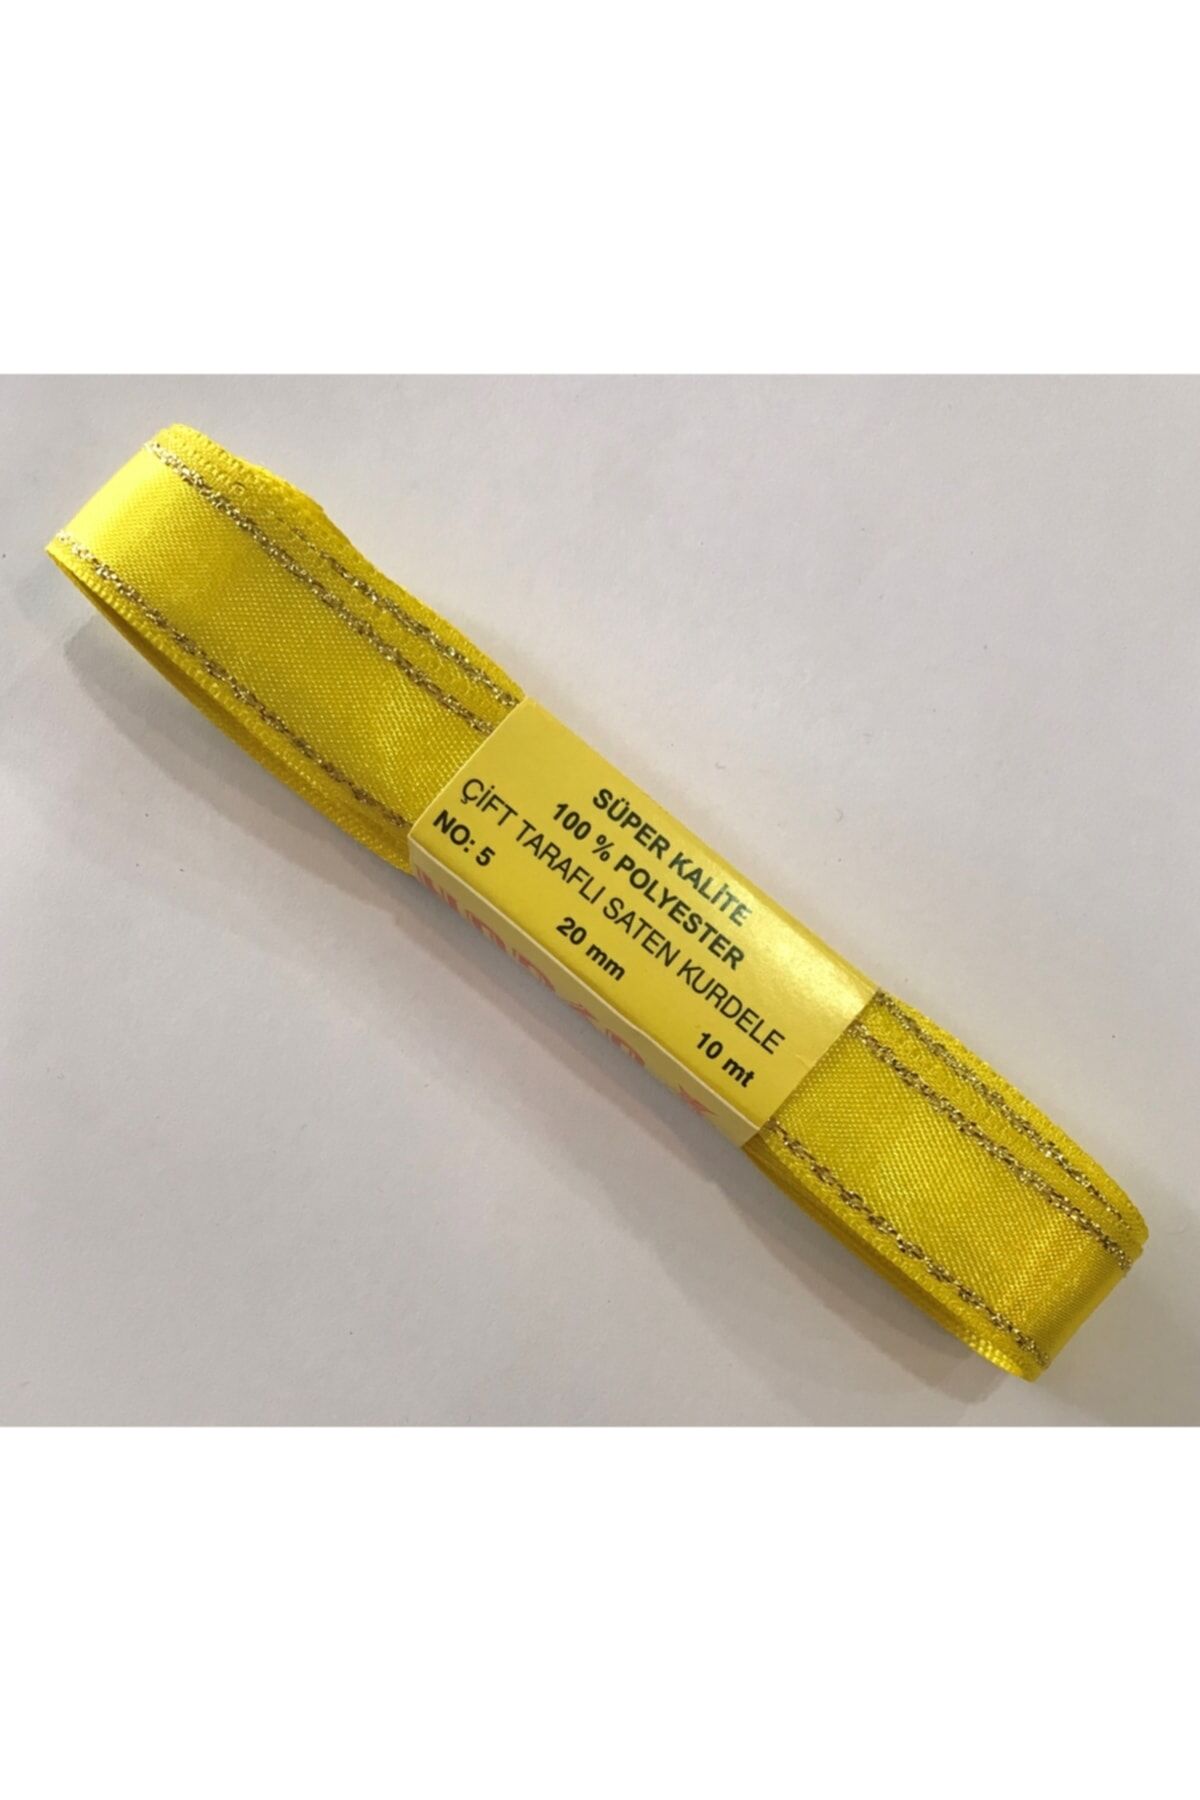 SÜPER KALİTE
100 % POLYESTER
ÇİFT TARAFLI SATEN KURDELE
NO: 5 20 mm 10 mt